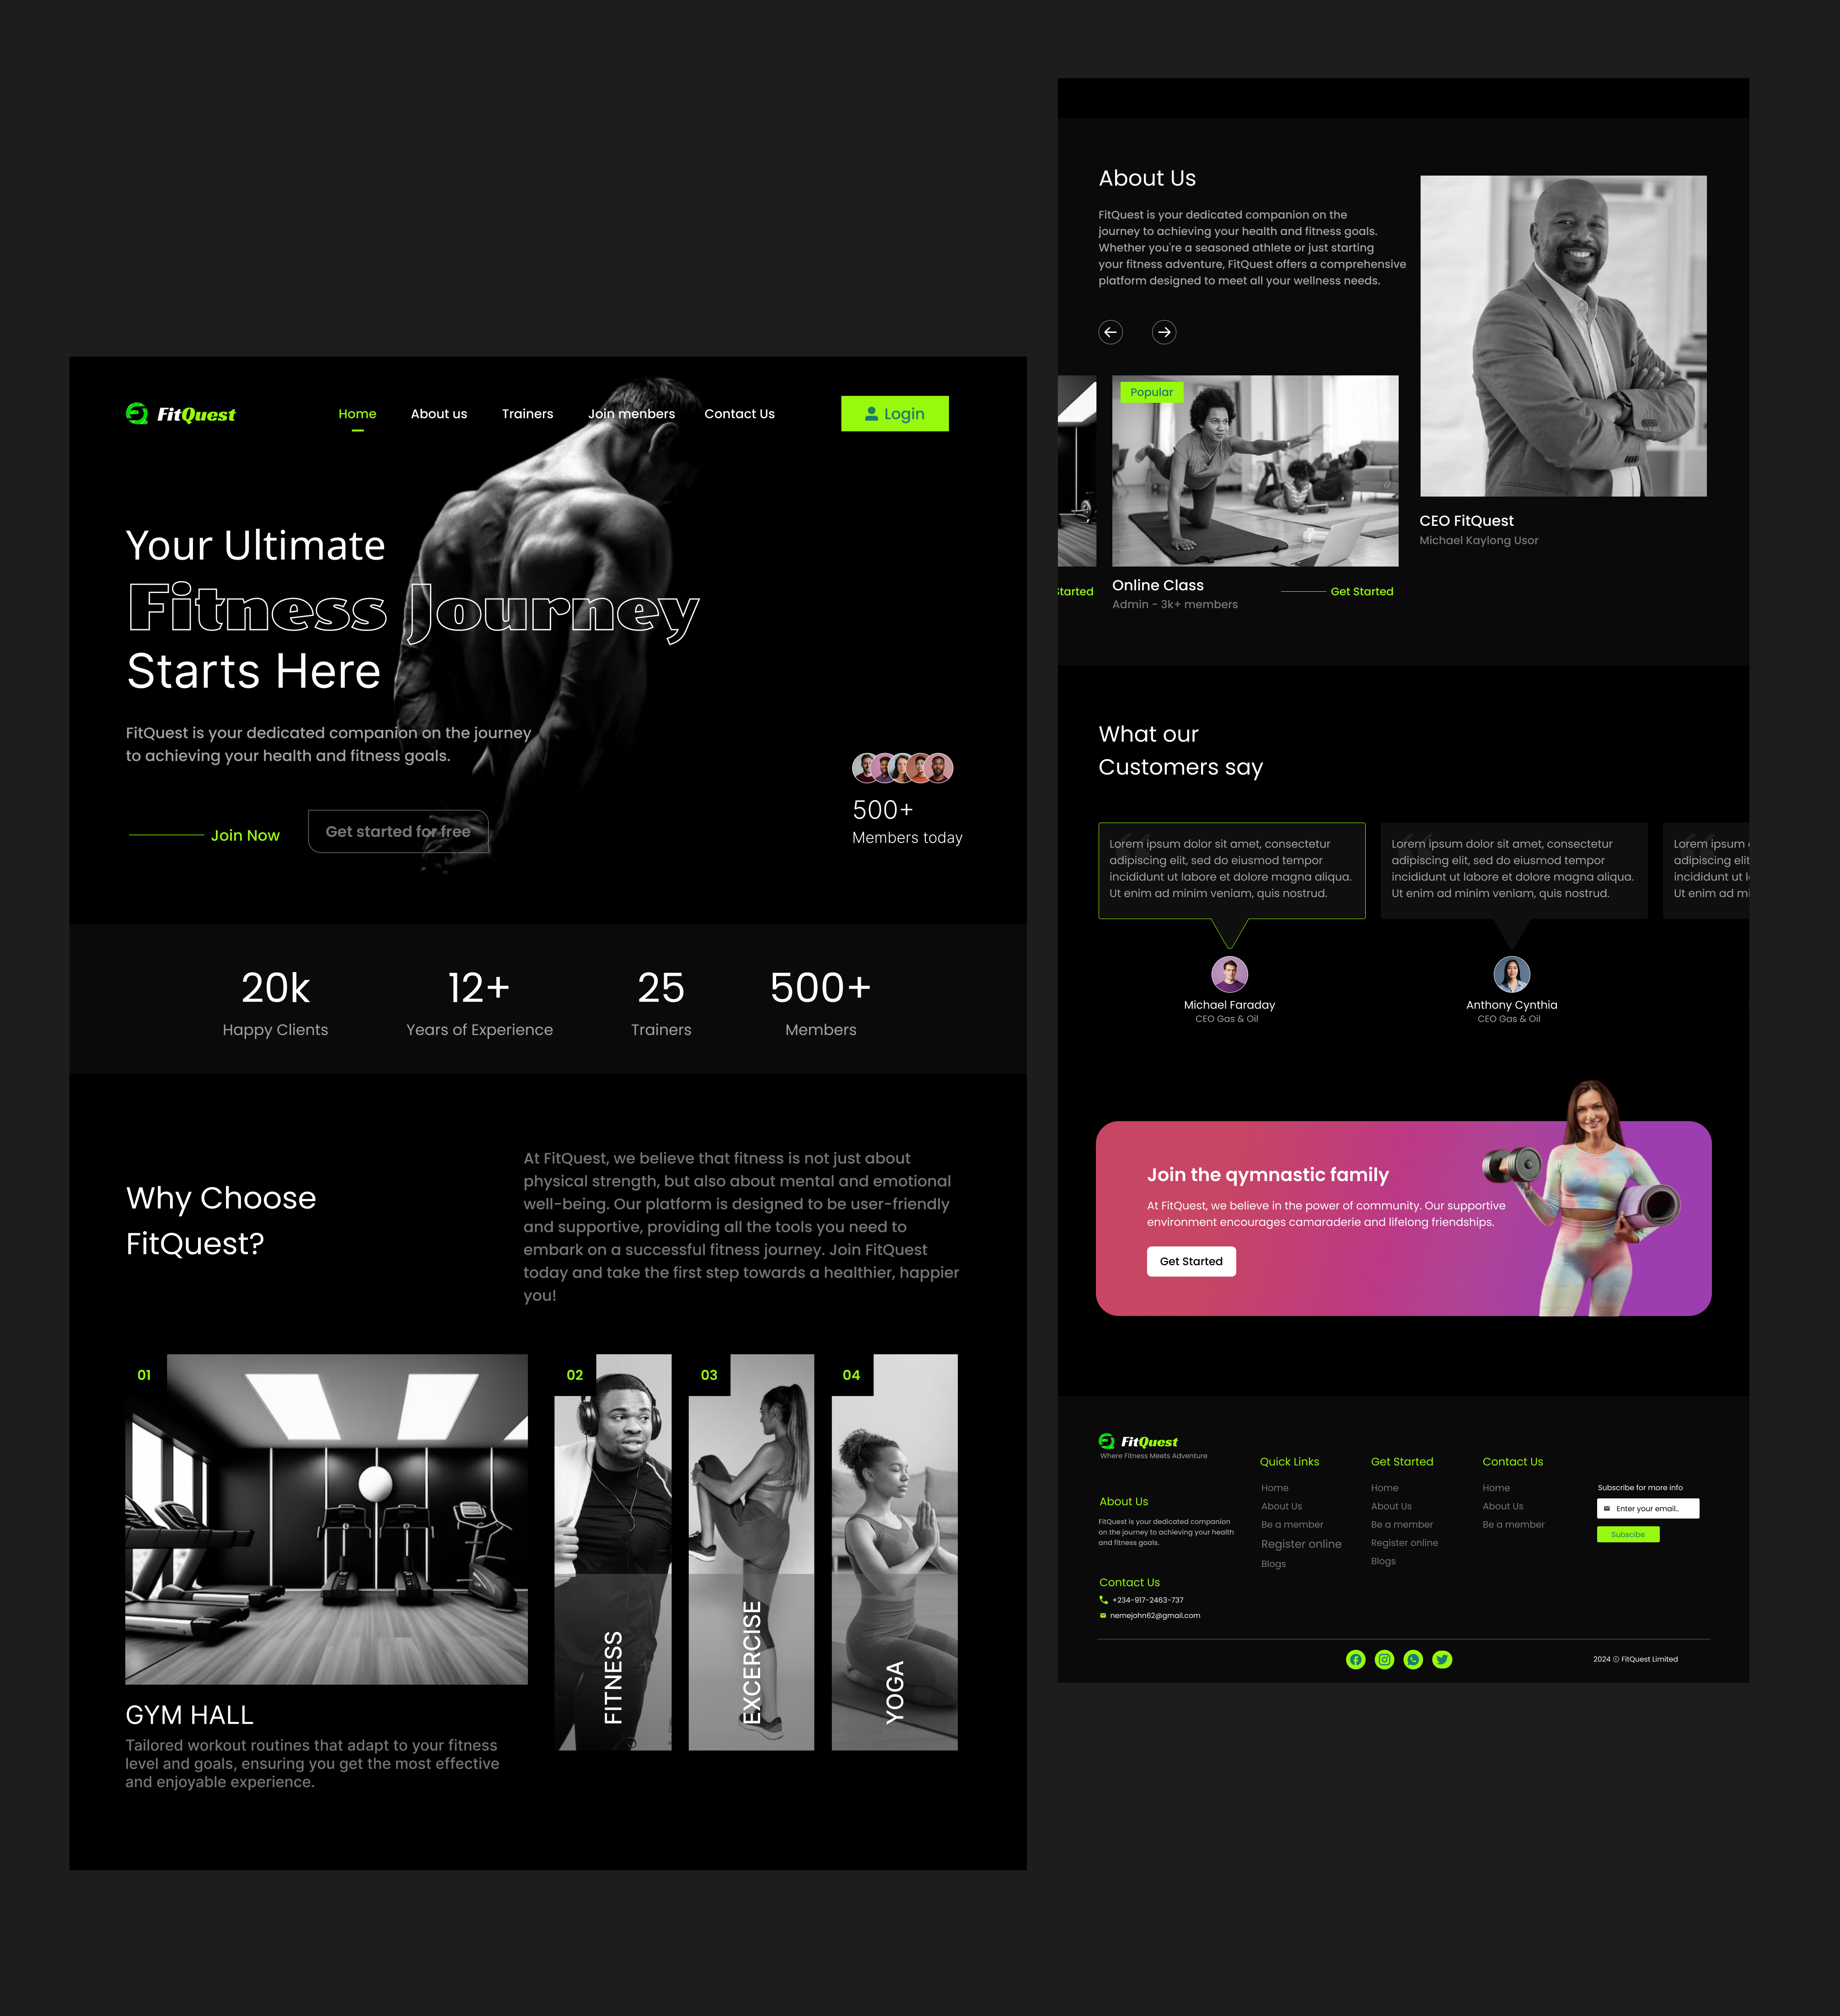 FitQuest
Home
About us
Trainers
Join menbers
Contact Us
Login
Your Ultimate
Fitness Journey
Starts Here
FitQuest is your dedicated companion on the journey
to achieving your health and fitness goals.
Join Now
Get started for free
500+
Members today
20k
Happy Clients
12+
Years of Experience
25
Trainers
500+
Members
Why Choose
FitQuest?
At FitQuest, we believe that fitness is not just about
physical strength, but also about mental and emotional
well-being. Our platform is designed to be user-friendly
and supportive, providing all the tools you need to
embark on a successful fitness journey. Join FitQuest
today and take the first step towards a healthier, happier
you!
01
02
03
04
FITNESS
EXCERCISE
YOGA
GYM HALL
Tailored workout routines that adapt to your fitness
level and goals, ensuring you get the most effective
and enjoyable experience.
About Us
FitQuest is your dedicated companion on the
journey to achieving your health and fitness goals.
Whether you're a seasoned athlete or just starting
your fitness adventure, FitQuest offers a comprehensive
platform designed to meet all your wellness needs.
Popular
Started
Online Class
Admin - 3k+ members
Get Started
CEO FitQuest
Michael Kaylong Usor
What our
Customers say
Lorem ipsum dolor sit amet, consectetur
adipiscing elit, sed do eiusmod tempor
incididunt ut labore et dolore magna aliqua.
Ut enim ad minim veniam, quis nostrud.
Michael Faraday
CEO Gas & Oil
Lorem ipsum dolor sit amet, consectetur
adipiscing elit, sed do eiusmod tempor
incididunt ut labore et dolore magna aliqua.
Ut enim ad minim veniam, quis nostrud.
Anthony Cynthia
CEO Gas & Oil
Lorem ipsum
adipiscing elit
incididunt ut
Ut enim ad mi
Join the qymnastic family
At FitQuest, we believe in the power of community. Our supportive
environment encourages camaraderie and lifelong friendships.
Get Started
FitQuest
Where Fitness Meets Adventure
About Us
FitQuest is your dedicated companion
on the journey to achieving your health
and fitness goals.
Contact Us
+234-917-2463-737
nemejohn62@gmail.com
Quick Links
Home
About Us
Be a member
Register online
Blogs
Get Started
Home
About Us
Be a member
Register online
Blogs
Contact Us
Home
About Us
Be a member
Subscribe for more info
Enter your email..
Subscibe
2024 © FitQuest Limited